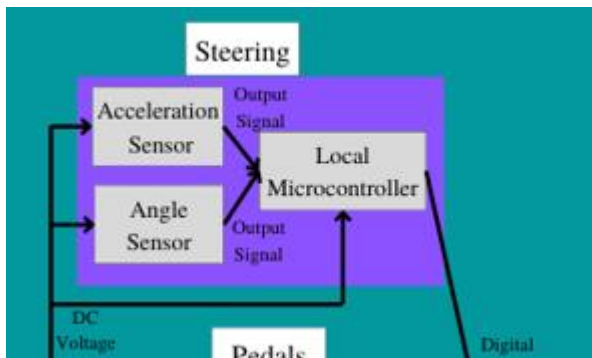 Steering
Acceleration
Sensor
Output
Signal
Local
Microcontroller
Angle
Sensor
Output
Signal
DC
Voltage
Pedals
Digital